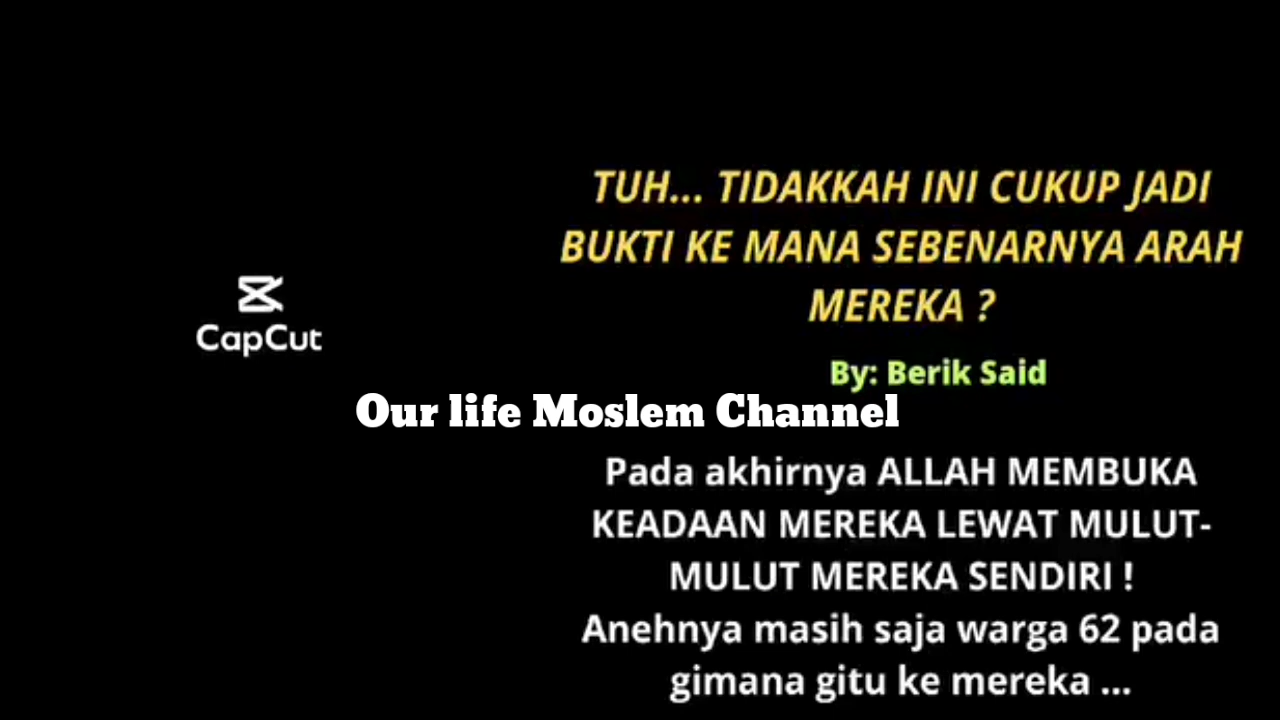 TUH... TIDAKKAH INI CUKUP JADI
BUKTI KE MANA SEBENARNYA ARAH
MEREKA ?
CapCut
By: Berik Said
Our life Moslem Channel
Pada akhirnya ALLAH MEMBUKA
KEADAAN MEREKA LEWAT MULUT-
MULUT MEREKA SENDIRI !
Anehnya masih saja warga 62 pada
gimana gitu ke mereka ...